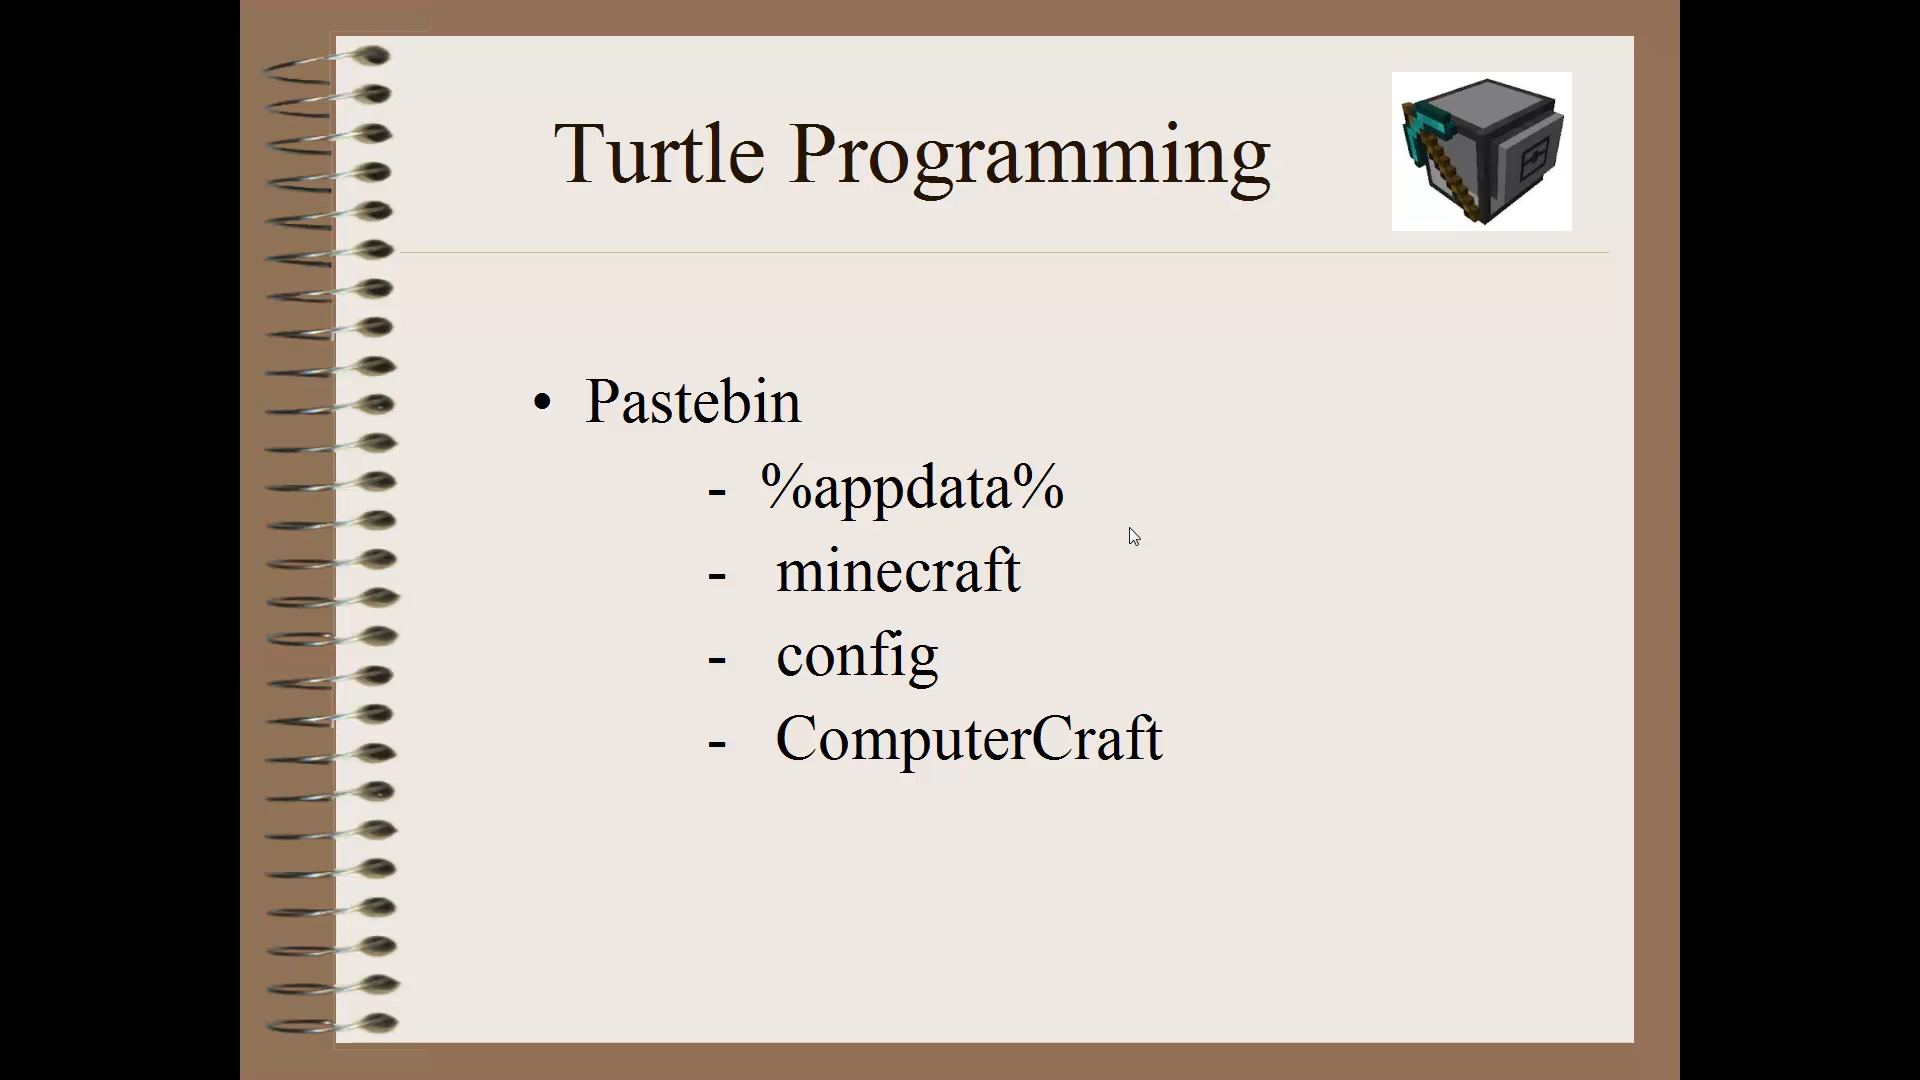 Turtle Programming
• Pastebin
- %appdata%
- minecraft
- config
- ComputerCraft